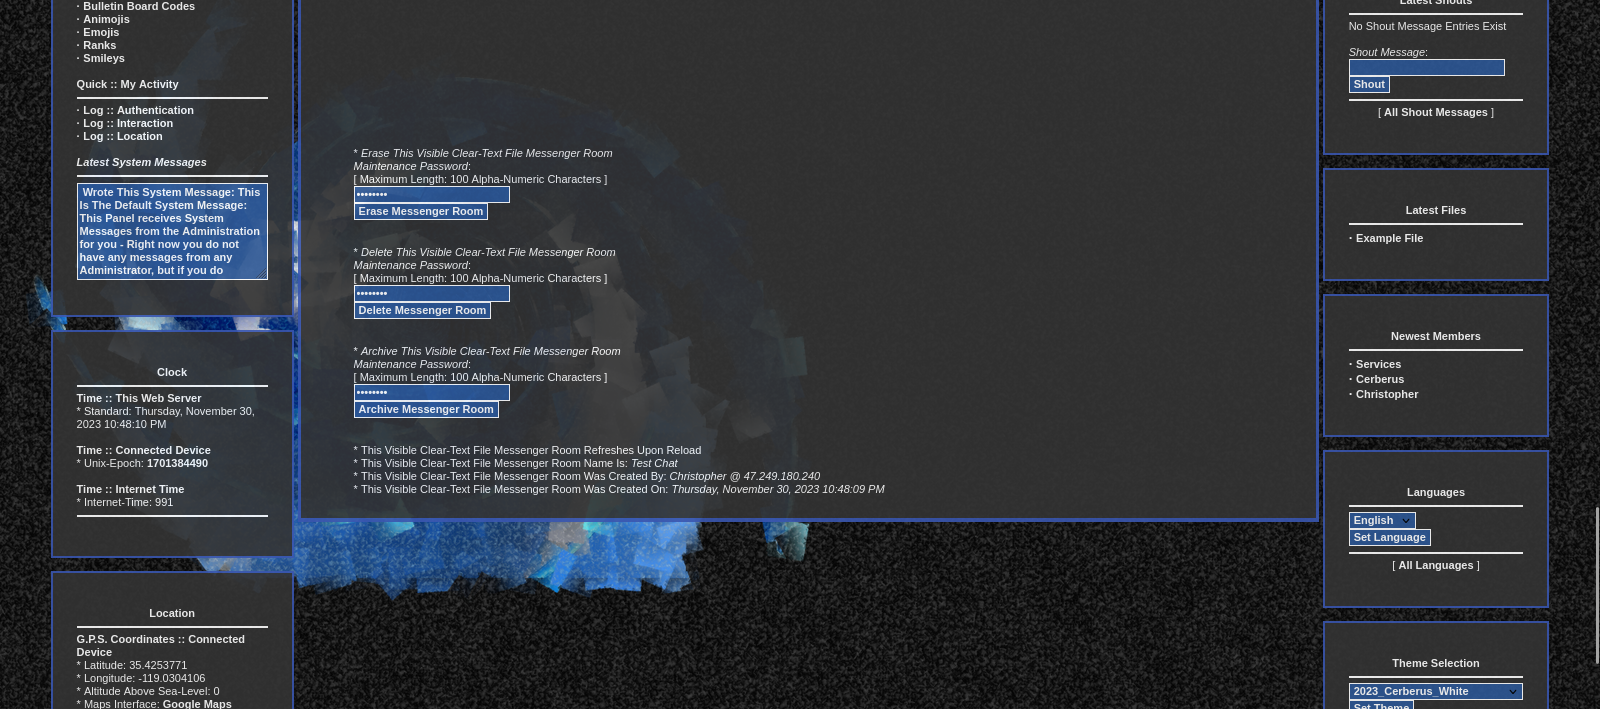 · Bulletin Board Codes
· Animojis
· Emojis
· Ranks
· Smileys
Quick :: My Activity
· Log :: Authentication
· Log :: Interaction
· Log :: Location
Latest System Messages
Wrote This System Message: This
Is The Default System Message:
This Panel receives System
Messages from the Administration
for you - Right now you do not
have any messages from any
Administrator, but if you do
Clock
Time :: This Web Server
* Standard: Thursday, November 30,
2023 10:48:10 PM
Time :: Connected Device
* Unix-Epoch: 1701384490
Time :: Internet Time
* Internet-Time: 991
Location
G.P.S. Coordinates :: Connected
Device
* Latitude: 35.4253771
* Longitude: -119.0304106
* Altitude Above Sea-Level: 0
* Maps Interface: Google Maps
* Erase This Visible Clear-Text File Messenger Room
Maintenance Password:
[ Maximum Length: 100 Alpha-Numeric Characters ]
••••••••
Erase Messenger Room
* Delete This Visible Clear-Text File Messenger Room
Maintenance Password:
[ Maximum Length: 100 Alpha-Numeric Characters ]
••••••••
Delete Messenger Room
* Archive This Visible Clear-Text File Messenger Room
Maintenance Password:
[ Maximum Length: 100 Alpha-Numeric Characters ]
••••••••
Archive Messenger Room
* This Visible Clear-Text File Messenger Room Refreshes Upon Reload
* This Visible Clear-Text File Messenger Room Name Is: Test Chat
* This Visible Clear-Text File Messenger Room Was Created By: Christopher @ 47.249.180.240
* This Visible Clear-Text File Messenger Room Was Created On: Thursday, November 30, 2023 10:48:09 PM
Latest Shouts
No Shout Message Entries Exist
Shout Message:
Shout
[ All Shout Messages ]
Latest Files
· Example File
Newest Members
· Services
· Cerberus
· Christopher
Languages
English
Set Language
[ All Languages ]
Theme Selection
2023_Cerberus_White
Set Theme